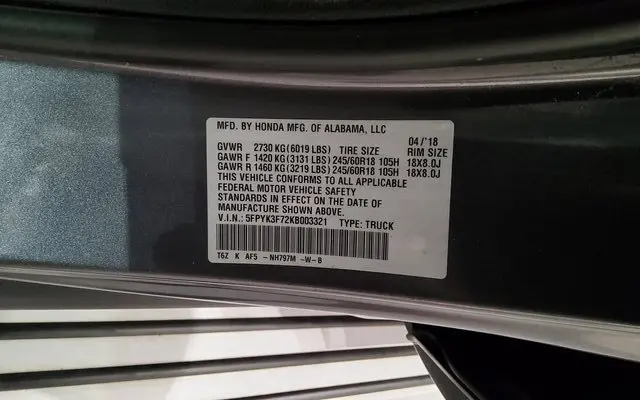 MFD. BY HONDA MFG. OF ALABAMA, LLC
04/'18
GVWR 2730 KG(6019 LBS) TIRE SIZE RIM SIZE
GAWR F 1420 KG(3131 LBS) 245/60R18 105H 18X8.0J
GAWR R 1460 KG(3219 LBS) 245/60R18 105H 18X8.0J
THIS VEHICLE CONFORMS TO ALL APPLICABLE
FEDERAL MOTOR VEHICLE SAFETY
STANDARDS IN EFFECT ON THE DATE OF
MANUFACTURE SHOWN ABOVE.
V.I.N.: 5FPYK3F72KB003321 TYPE: TRUCK
T6Z K AF5 -NH797M -W-B